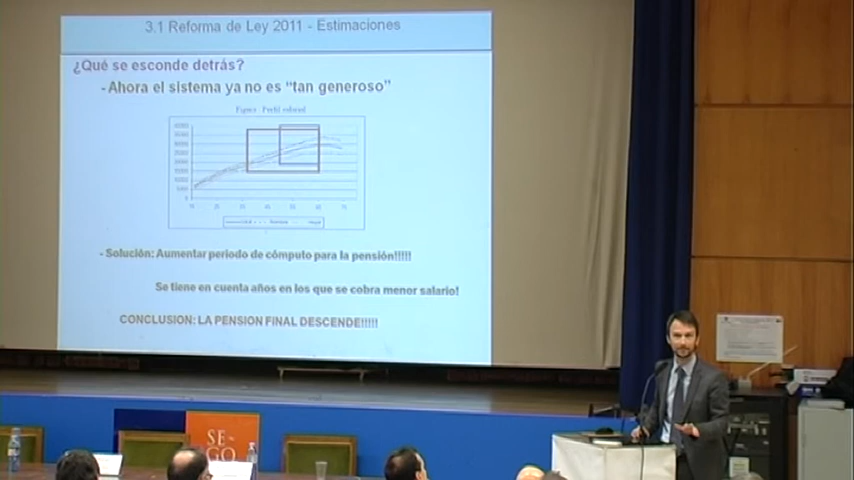 3.1 Reforma de Ley 2011 - Estimaciones
¿Qué se esconde detrás?
- Ahora el sistema ya no es “tan generoso”
- Solución: Aumentar periodo de cómputo para la pensión!!!!!
Se tiene en cuenta años en los que se cobra menor salario!
CONCLUSION: LA PENSION FINAL DESCENDE!!!!!
SE
GO